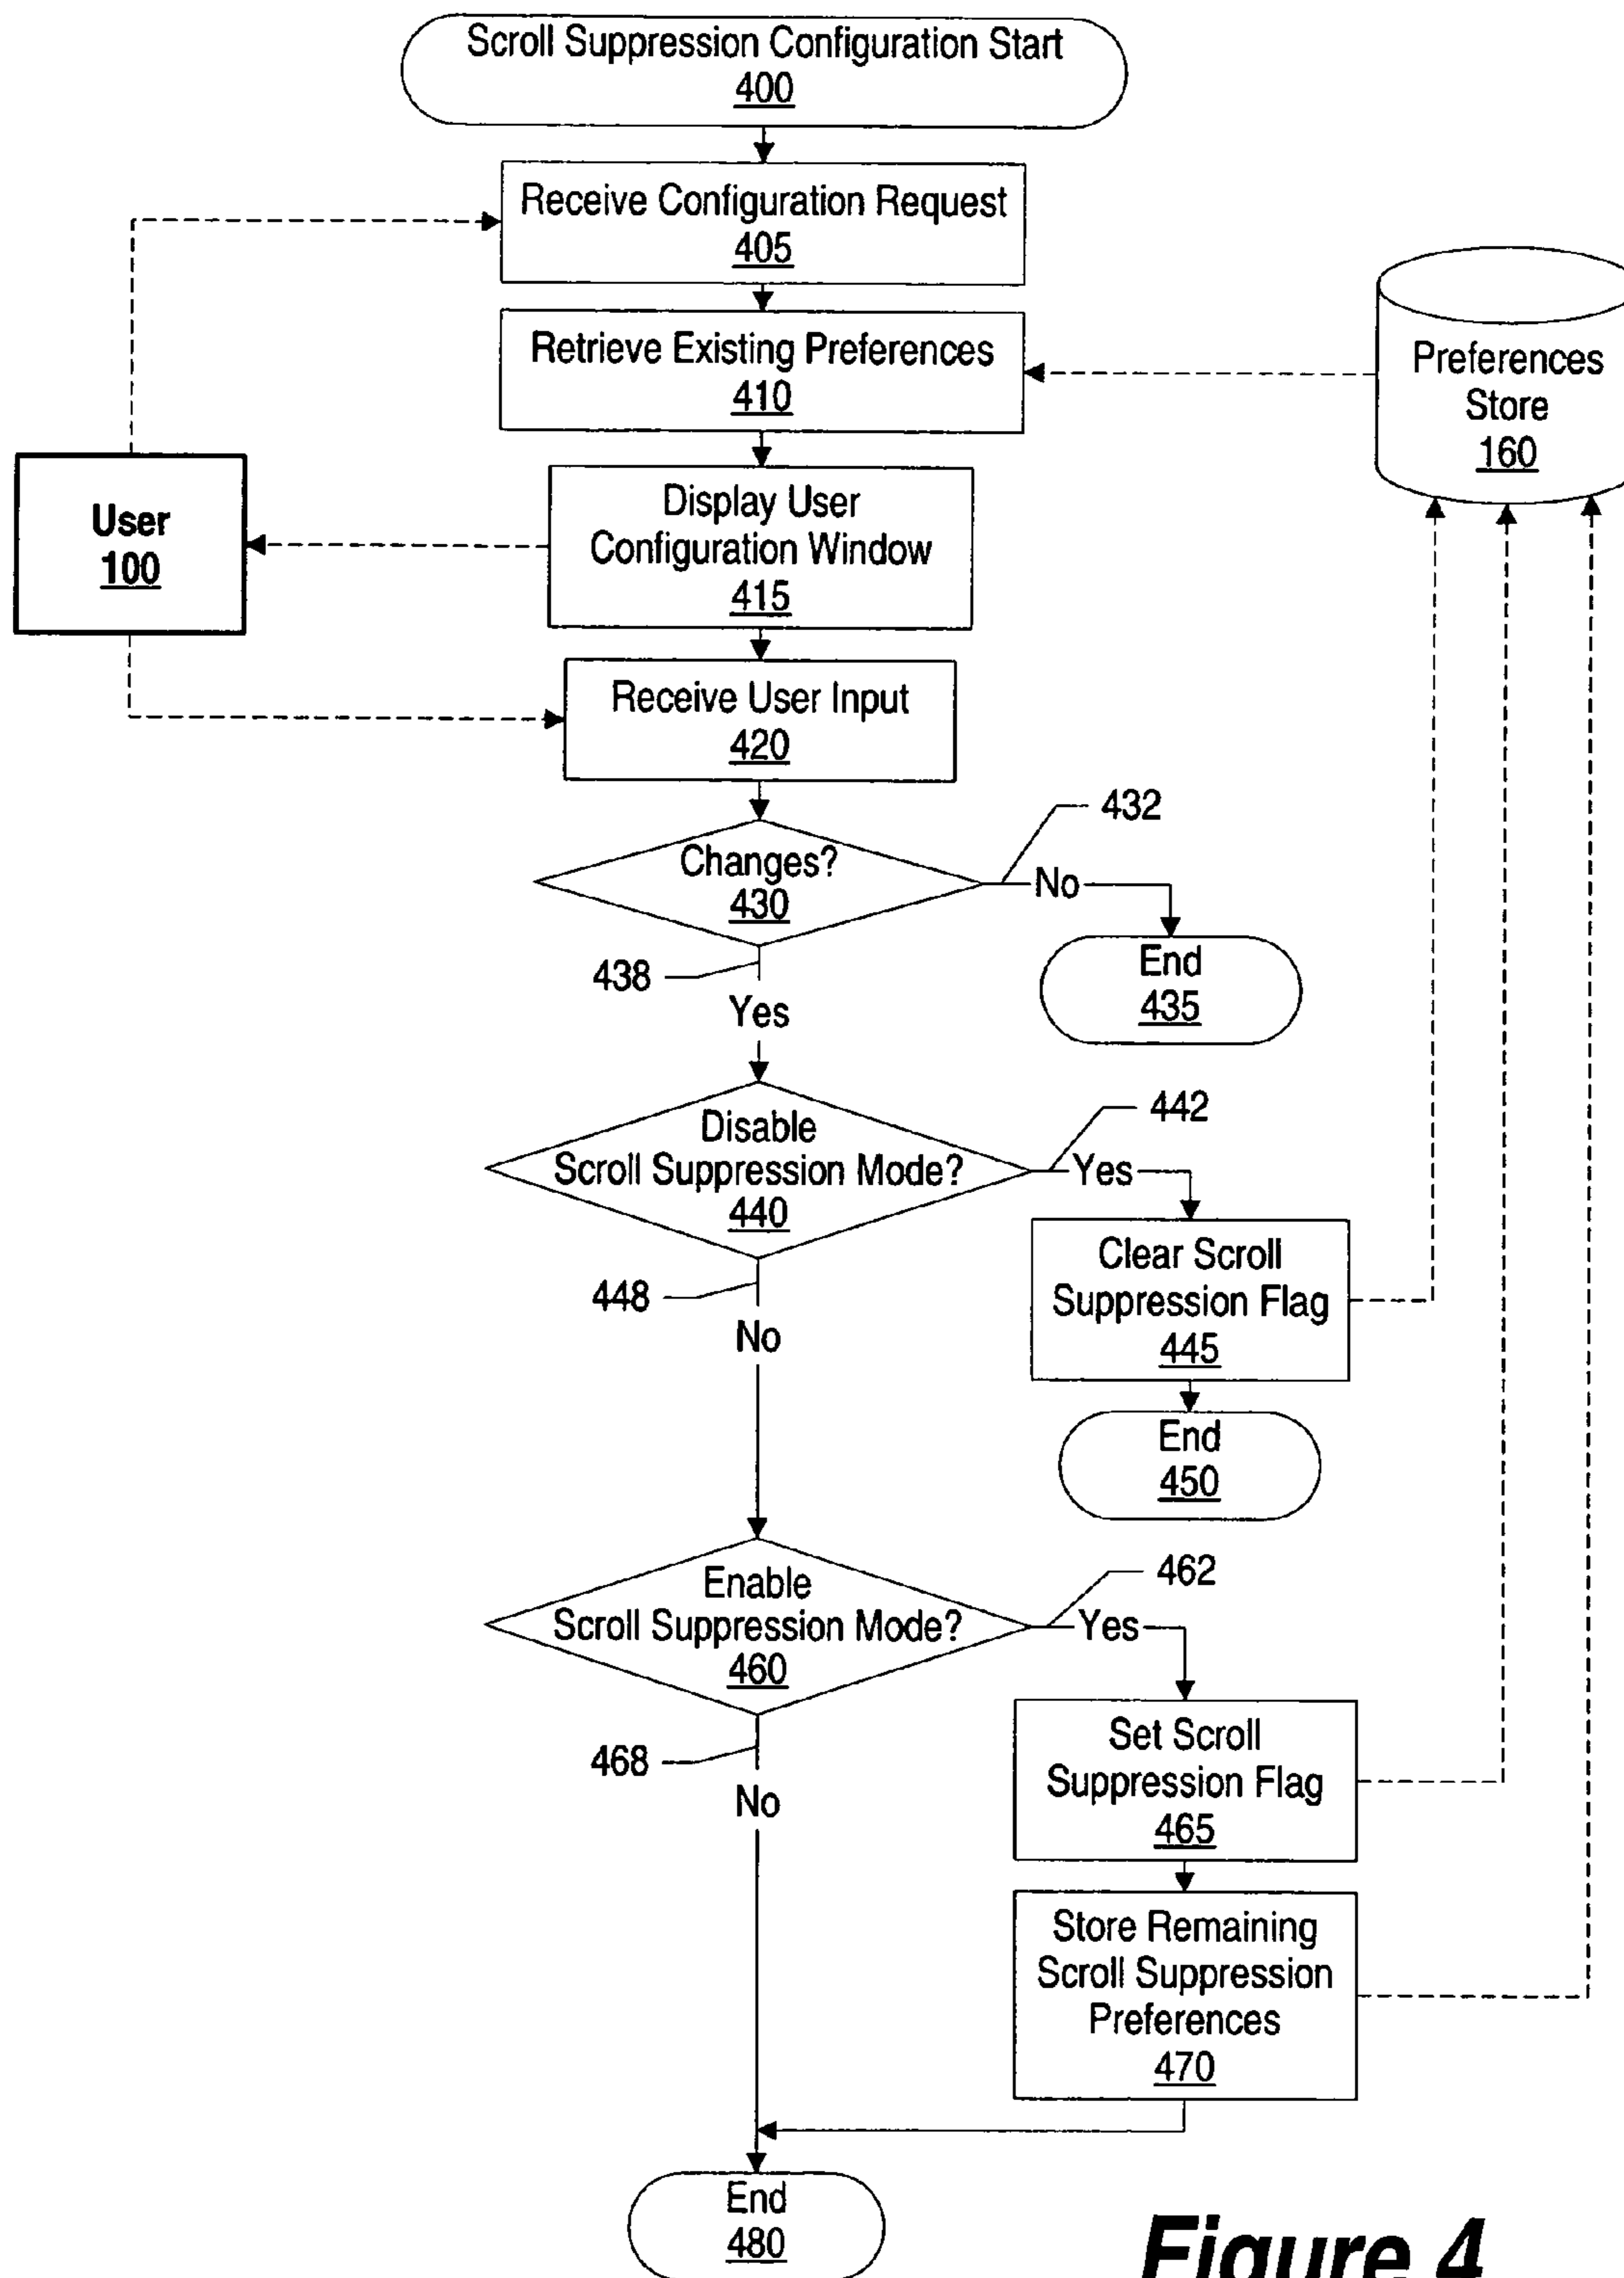 Scroll Suppression Configuration Start
400
Receive Configuration Request
405
Retrieve Existing Preferences
410
Preferences
Store
160
User
100
Display User
Configuration Window
415
Receive User Input
420
432
Changes?
430
No
438
Yes
End
435
442
Disable
Scroll Suppression Mode?
440
Yes
448
No
Clear Scroll
Suppression Flag
445
End
450
462
Enable
Scroll Suppression Mode?
460
Yes
468
No
Set Scroll
Suppression Flag
465
Store Remaining
Scroll Suppression
Preferences
470
End
480
Figure 4